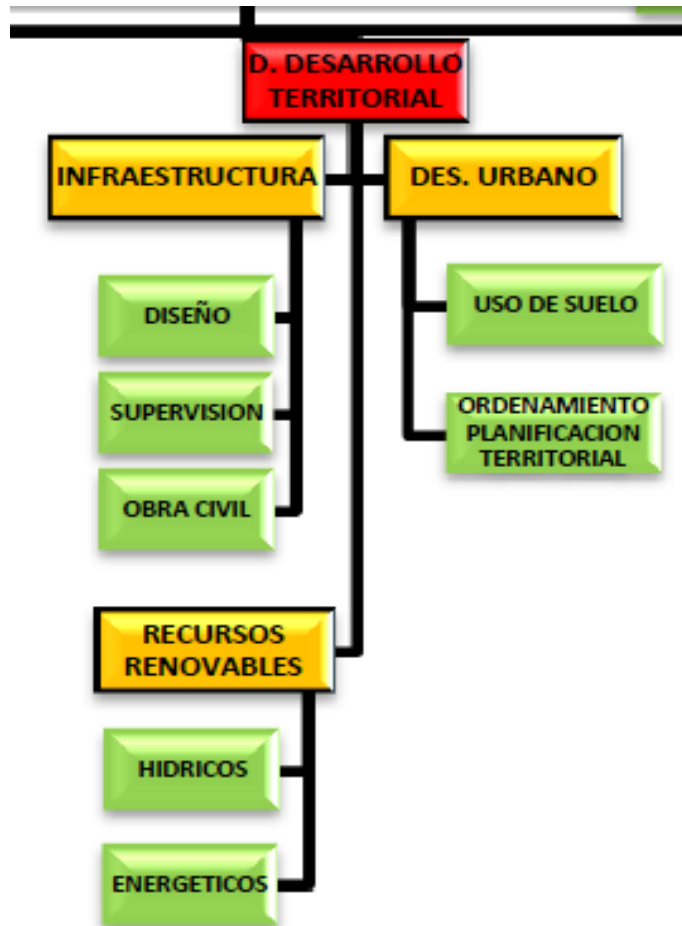 D. DESARROLLO
TERRITORIAL
INFRAESTRUCTURA
DES. URBANO
DISEÑO
USO DE SUELO
SUPERVISION
ORDENAMIENTO
PLANIFICACION
TERRITORIAL
OBRA CIVIL
RECURSOS
RENOVABLES
HIDRICOS
ENERGETICOS